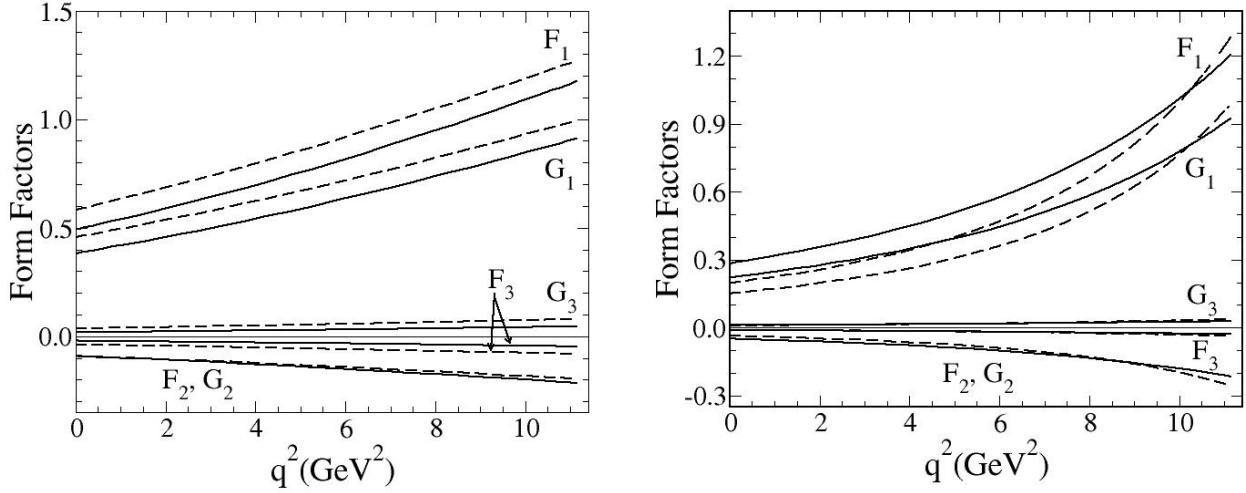 1.5
F₁
1.0
G₁
0.5
F₃
G₃
0.0
F₂, G₂
0 2 4 6 8 10
q²(GeV²)
Form Factors
1.2
F₁
0.9
G₁
0.6
0.3
G₃
0.0
F₃
F₂, G₂
-0.3
0 2 4 6 8 10
q²(GeV²)
Form Factors